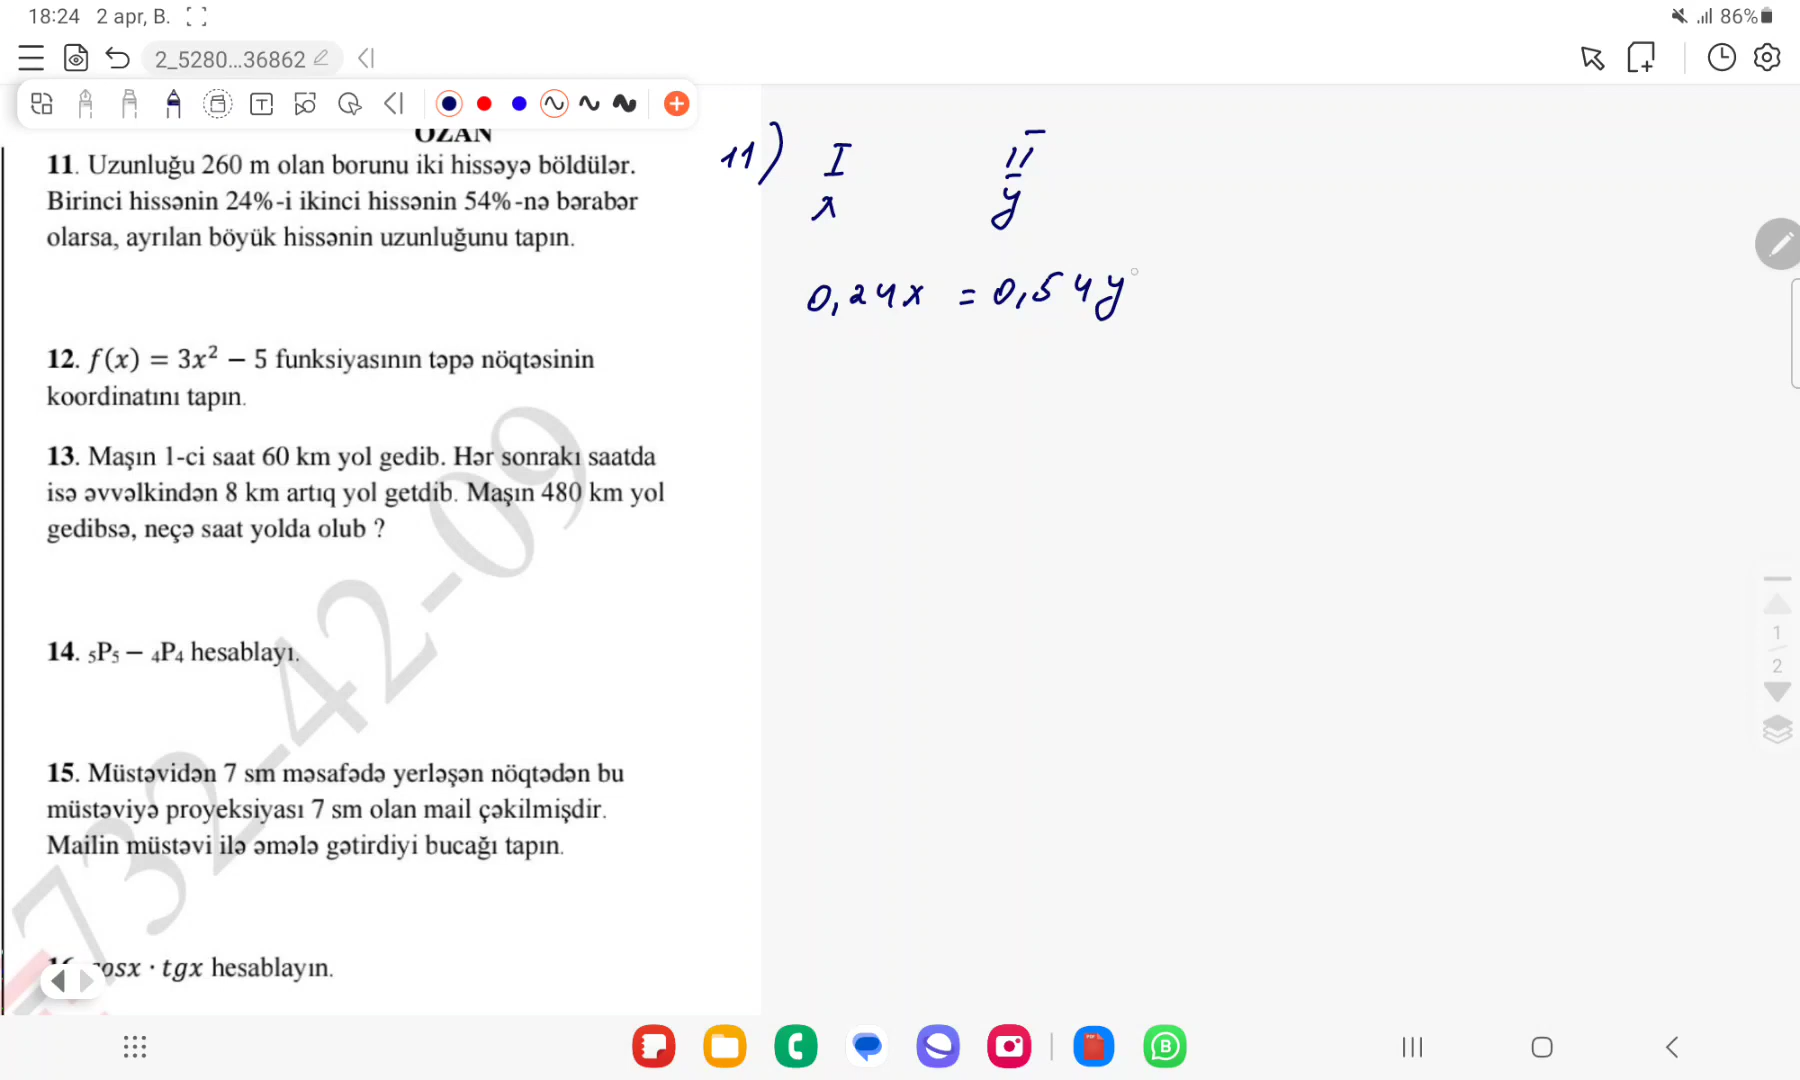 18:24 2 apr, B. 86%
2_5280...36862
OZAN
11. Uzunluğu 260 m olan borunu iki hissəyə böldülər.
Birinci hissənin 24%-i ikinci hissənin 54%-nə bərabər
olarsa, ayrılan böyük hissənin uzunluğunu tapın.
12. f(x) = 3x² − 5 funksiyasının təpə nöqtəsinin
koordinatını tapın.
13. Maşın 1-ci saat 60 km yol gedib. Hər sonrakı saatda
isə əvvəlkindən 8 km artıq yol getdib. Maşın 480 km yol
gedibsə, neçə saat yolda olub ?
14. ₅P₅ − ₄P₄ hesablayı.
15. Müstəvidən 7 sm məsafədə yerləşən nöqtədən bu
müstəviyə proyeksiyası 7 sm olan mail çəkilmişdir.
Mailin müstəvi ilə əmələ gətirdiyi bucağı tapın.
cosx · tgx hesablayın.
732-42-09
11) I II
x y
0,24x = 0,54y
1
2